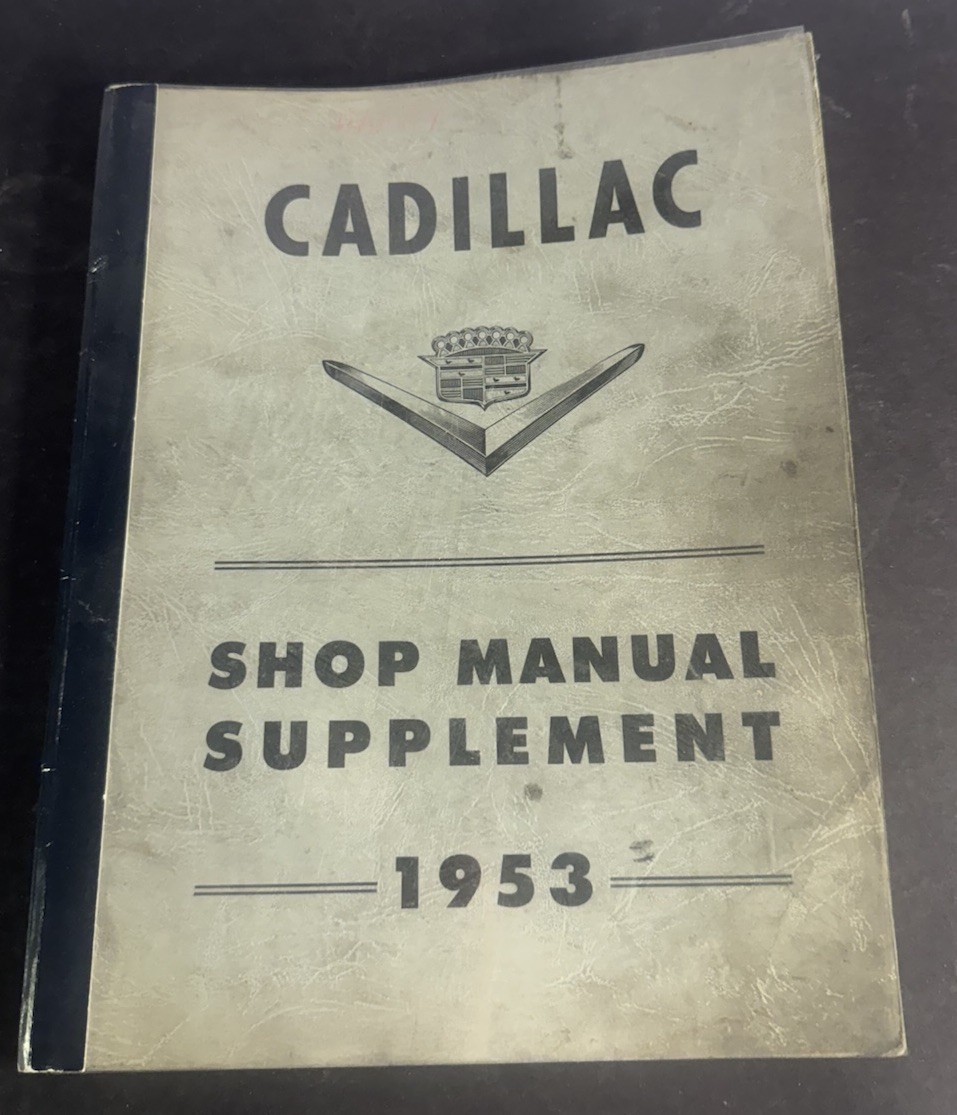 CADILLAC
SHOP MANUAL
SUPPLEMENT
1953